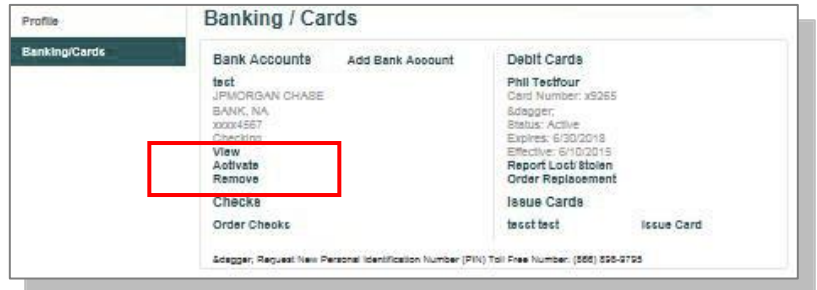 Profile
Banking/Cards
Banking / Cards
Bank Accounts Add Bank Account
test
JPMORGAN CHASE
BANK, NA
xxxx4567
Checking
View
Activate
Remove
Checks
Order Checks
Debit Cards
Phil Testfour
Card Number: x9265
&dagger;
Status: Active
Expires: 6/30/2018
Effective: 6/10/2015
Report Lost/Stolen
Order Replacement
Issue Cards
tesst test Issue Card
&dagger; Request New Personal Identification Number (PIN) Toll Free Number: (866) 898-9795